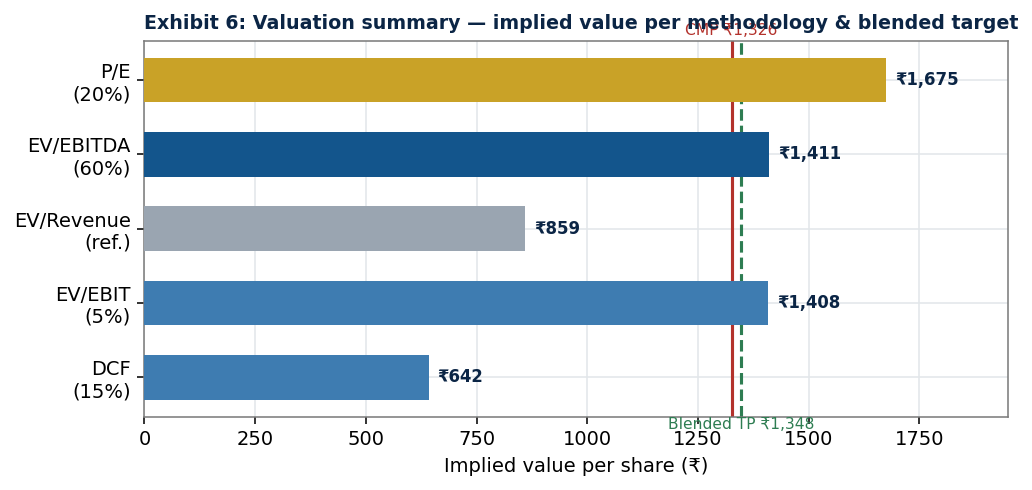 Exhibit 6: Valuation summary — implied value per methodology & blended target
CMP ₹1,326
P/E
(20%)
₹1,675
EV/EBITDA
(60%)
₹1,411
EV/Revenue
(ref.)
₹859
EV/EBIT
(5%)
₹1,408
DCF
(15%)
₹642
Blended TP ₹1,348
0 250 500 750 1000 1250 1500 1750
Implied value per share (₹)